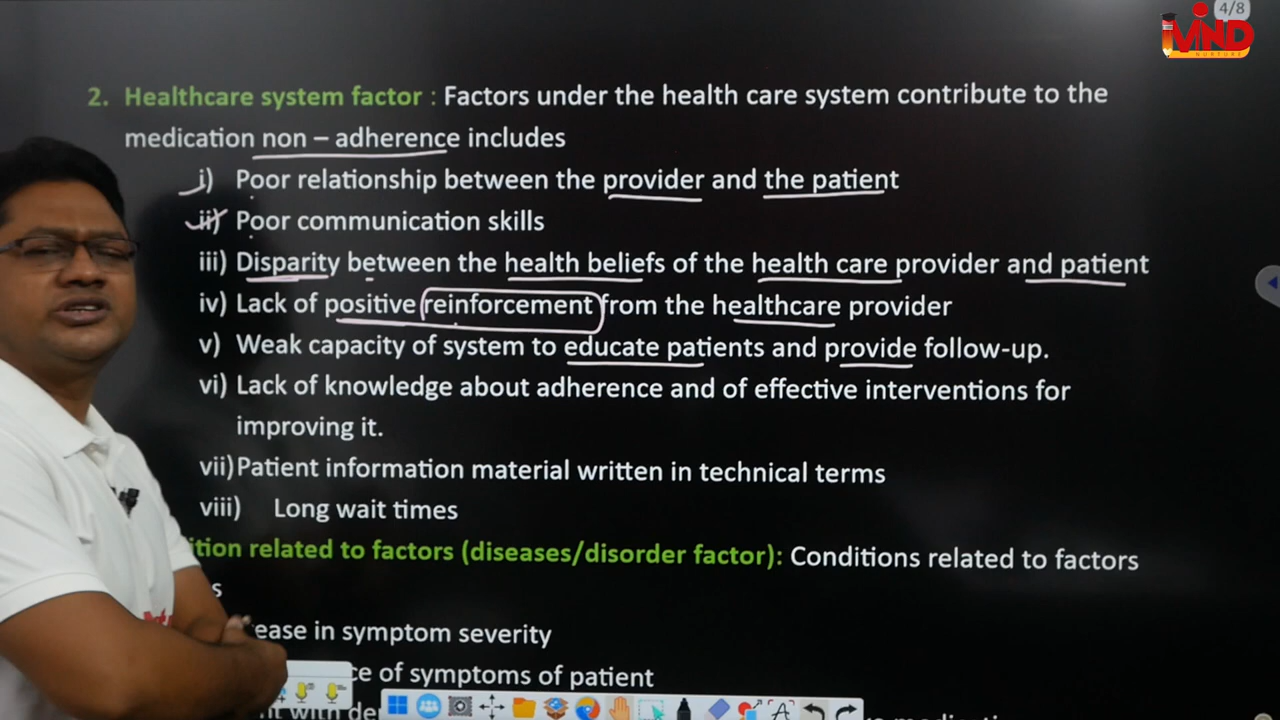 4/8
MIND
NURTURE
2. Healthcare system factor : Factors under the health care system contribute to the
medication non – adherence includes
i) Poor relationship between the provider and the patient
ii) Poor communication skills
iii) Disparity between the health beliefs of the health care provider and patient
iv) Lack of positive reinforcement from the healthcare provider
v) Weak capacity of system to educate patients and provide follow-up.
vi) Lack of knowledge about adherence and of effective interventions for
improving it.
vii) Patient information material written in technical terms
viii) Long wait times
related to factors (diseases/disorder factor): Conditions related to factors
in symptom severity
of symptoms of patient
with